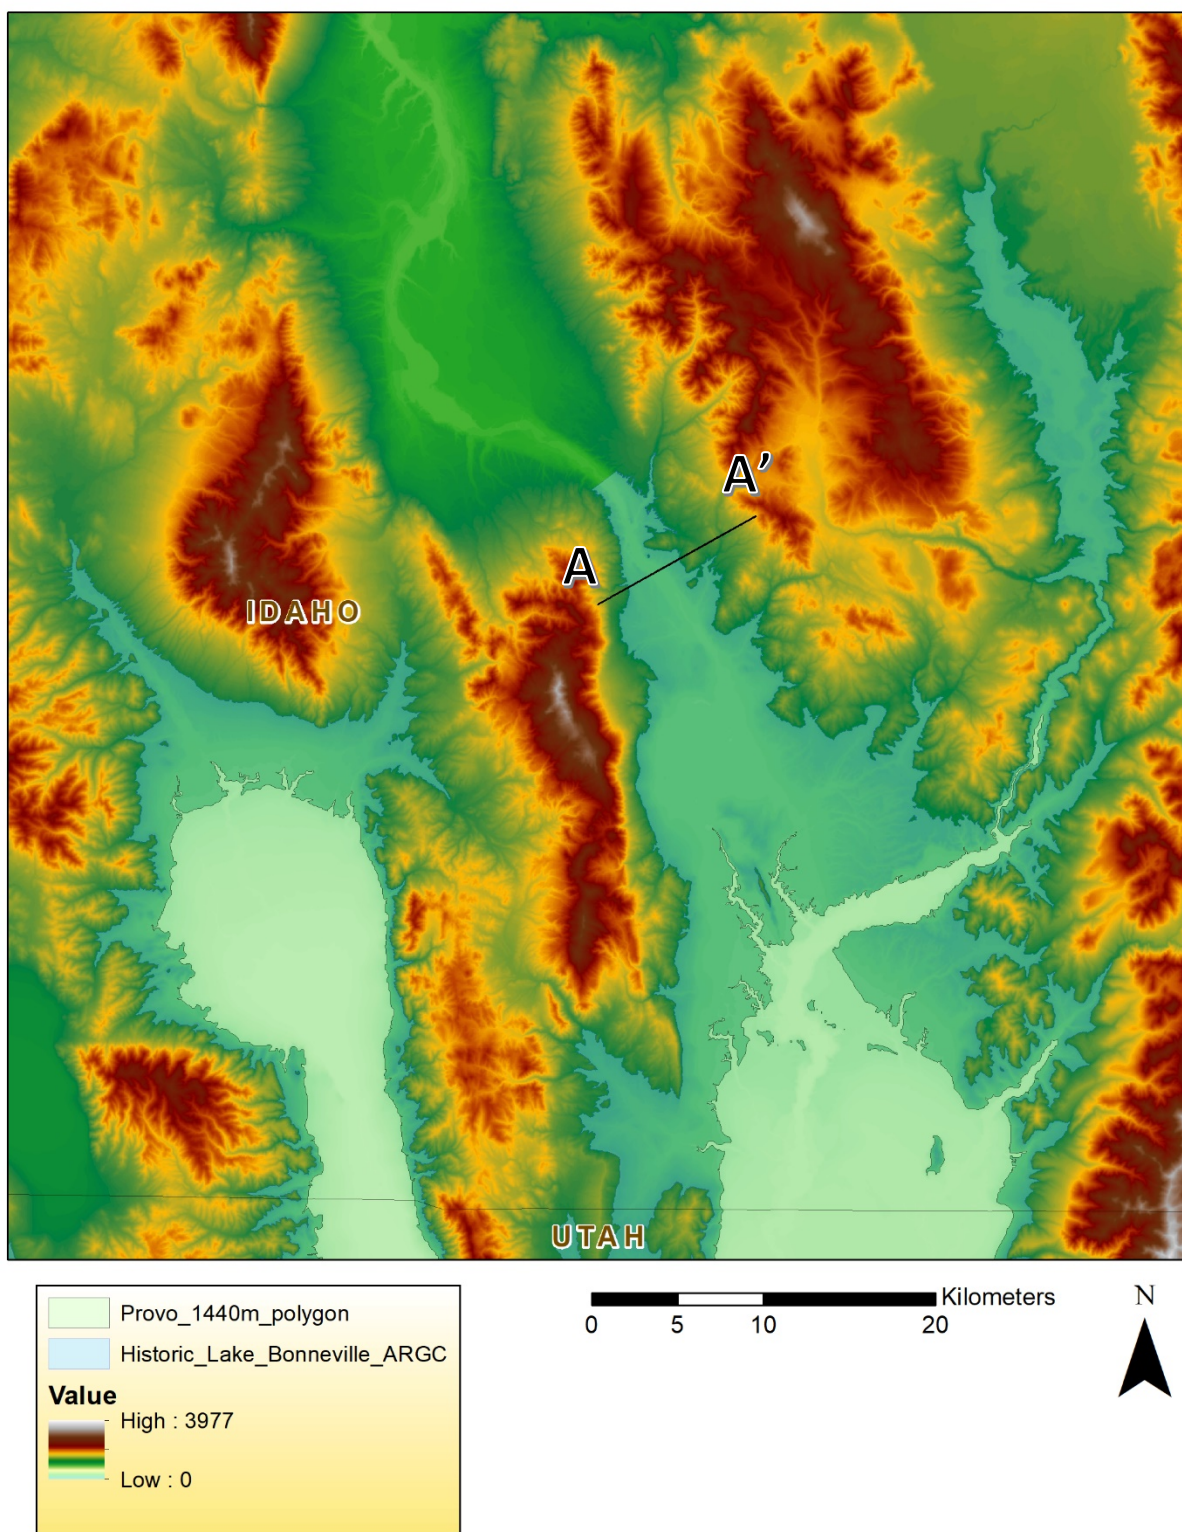 A’
A
IDAHO
UTAH
Provo_1440m_polygon
Historic_Lake_Bonneville_ARGC
Value
High : 3977
Low : 0
Kilometers
0 5 10 20
N